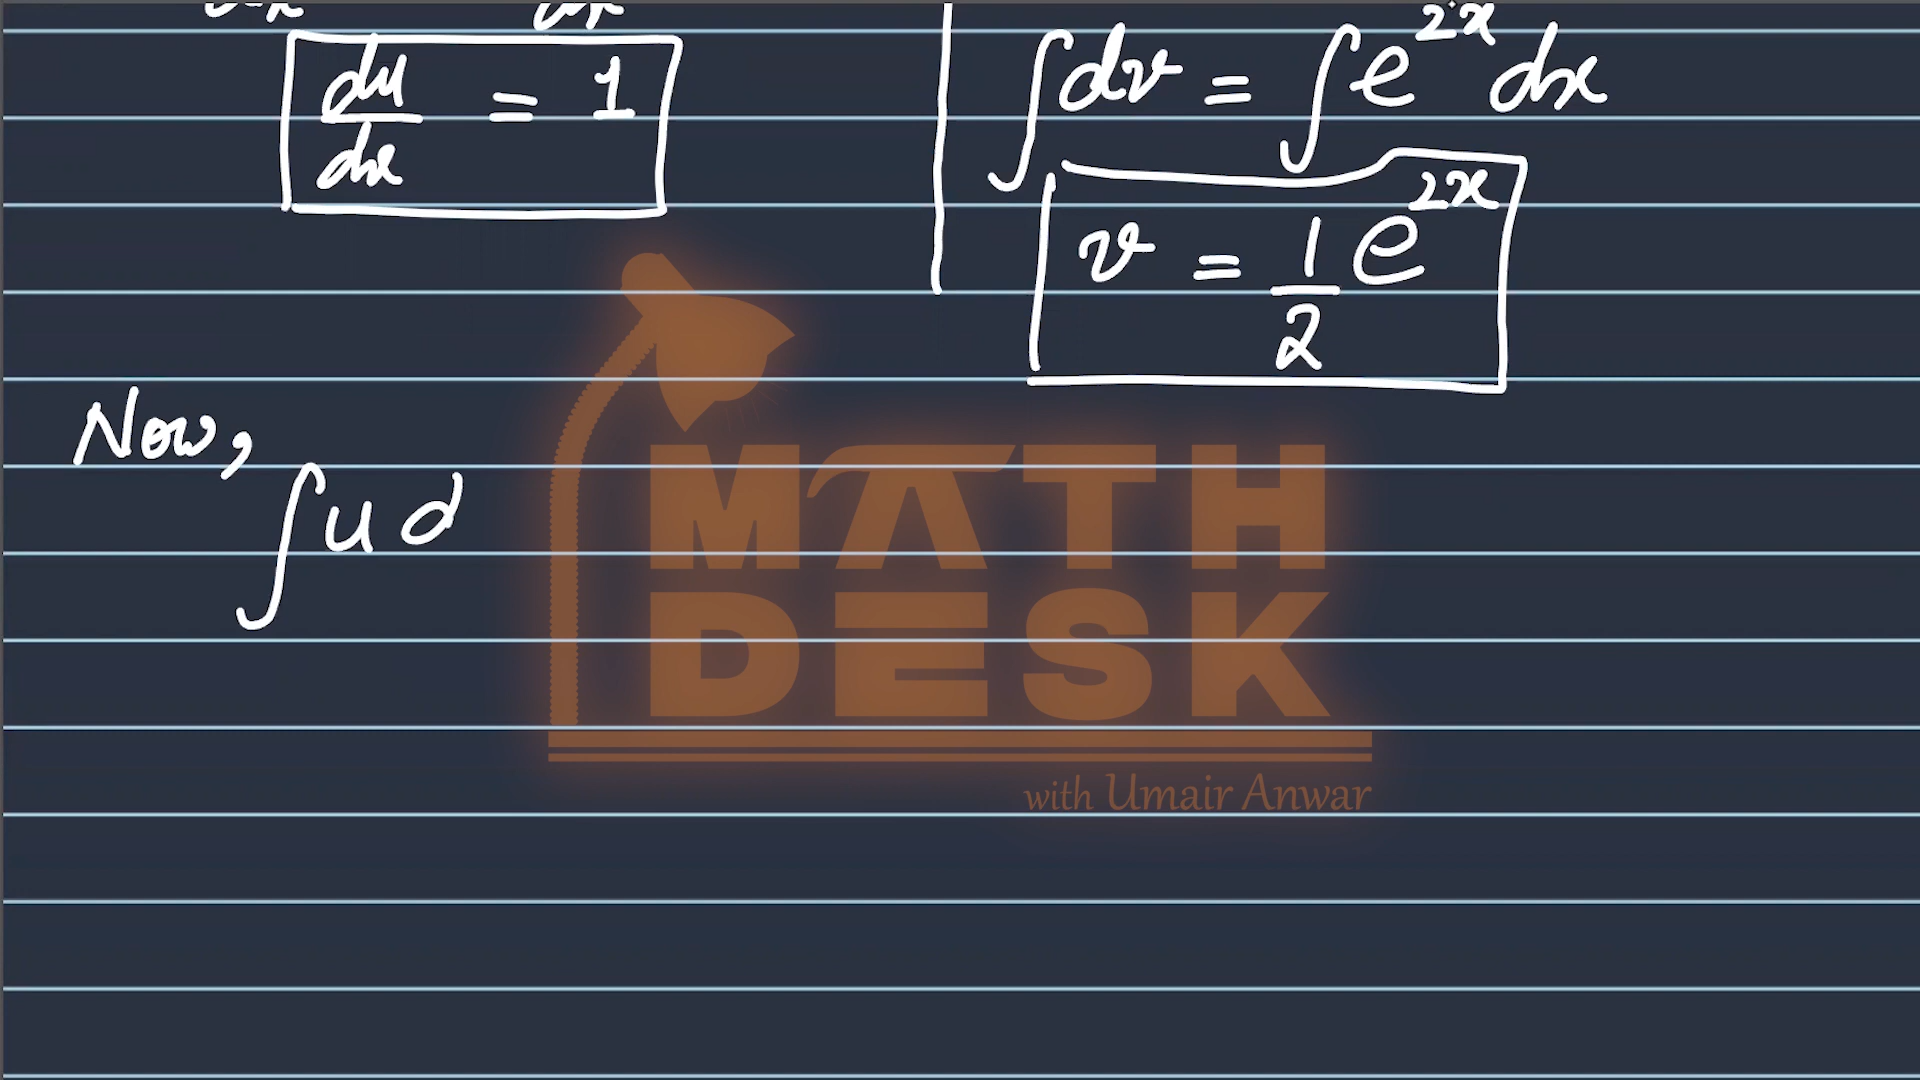 du/dx = 1
∫dv = ∫e^2x dx
v = 1/2 e^2x
Now,
∫u d
MATH
DESK
with Umair Anwar